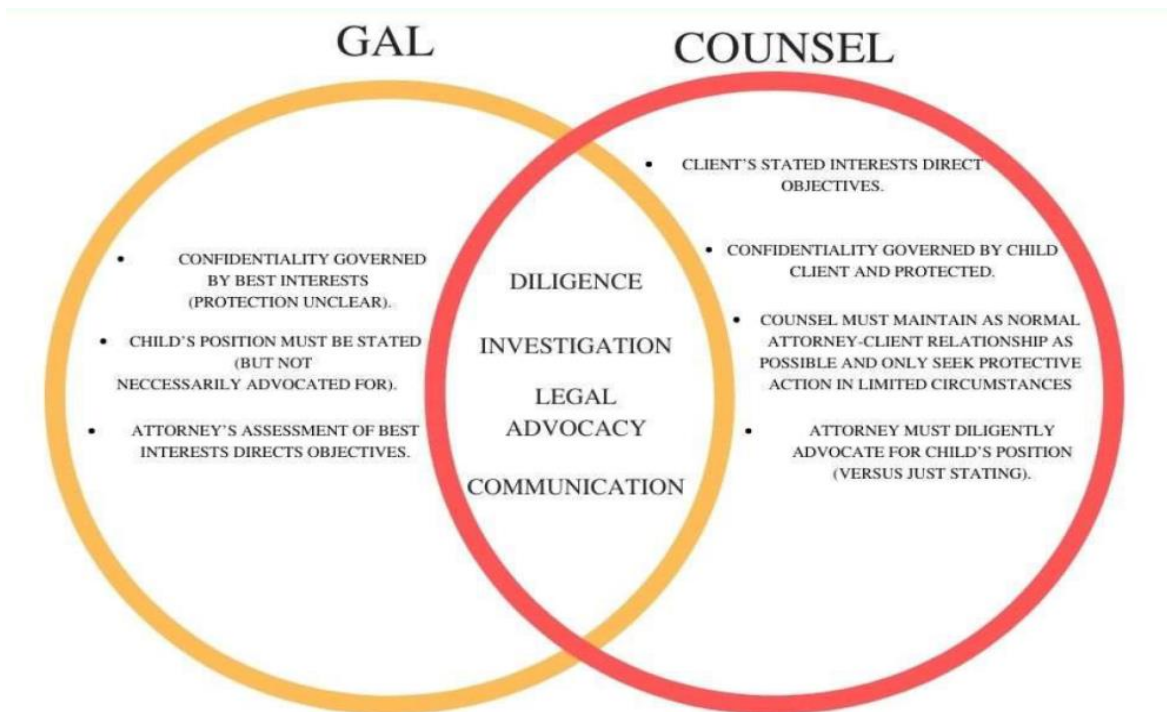 GAL
COUNSEL
• CLIENT'S STATED INTERESTS DIRECT
OBJECTIVES.
• CONFIDENTIALITY GOVERNED
BY BEST INTERESTS
(PROTECTION UNCLEAR).
• CHILD'S POSITION MUST BE STATED
(BUT NOT
NECCESSARILY ADVOCATED FOR).
• ATTORNEY'S ASSESSMENT OF BEST
INTERESTS DIRECTS OBJECTIVES.
DILIGENCE
INVESTIGATION
LEGAL
ADVOCACY
COMMUNICATION
• CONFIDENTIALITY GOVERNED BY CHILD
CLIENT AND PROTECTED.
• COUNSEL MUST MAINTAIN AS NORMAL
ATTORNEY-CLIENT RELATIONSHIP AS
POSSIBLE AND ONLY SEEK PROTECTIVE
ACTION IN LIMITED CIRCUMSTANCES
• ATTORNEY MUST DILIGENTLY
ADVOCATE FOR CHILD'S POSITION
(VERSUS JUST STATING).